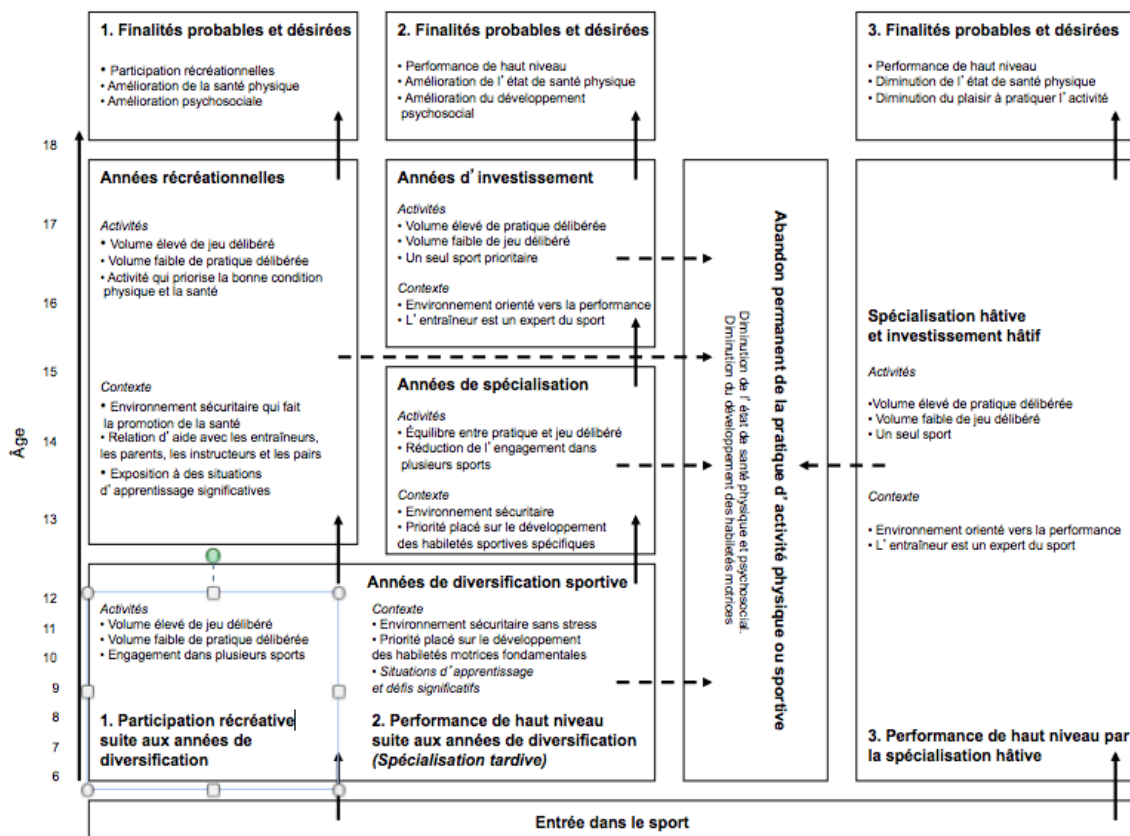 1. Finalités probables et désirées
• Participation récréationnelles
• Amélioration de la santé physique
• Amélioration psychosociale
2. Finalités probables et désirées
• Performance de haut niveau
• Amélioration de l'état de santé physique
• Amélioration du développement
psychosocial
3. Finalités probables et désirées
• Performance de haut niveau
• Diminution de l'état de santé physique
• Diminution du plaisir à pratiquer l'activité
Âge
18
17
16
15
14
13
12
11
10
9
8
7
6
Années récréationnelles
Activités
• Volume élevé de jeu délibéré
• Volume faible de pratique délibérée
• Activité qui priorise la bonne condition
physique et la santé
Contexte
• Environnement sécuritaire qui fait
la promotion de la santé
• Relation d'aide avec les entraîneurs,
les parents, les instructeurs et les pairs
• Exposition à des situations
d'apprentissage significatives
Années d'investissement
Activités
• Volume élevé de pratique délibérée
• Volume faible de jeu délibéré
• Un seul sport prioritaire
Contexte
• Environnement orienté vers la performance
• L'entraîneur est un expert du sport
Années de spécialisation
Activités
• Équilibre entre pratique et jeu délibéré
• Réduction de l'engagement dans
plusieurs sports
Contexte
• Environnement sécuritaire
• Priorité placé sur le développement
des habiletés sportives spécifiques
Abandon permanent de la pratique d'activité physique ou sportive
Diminution de l'état de santé physique et psychosocial.
Diminution du développement des habiletés motrices
Spécialisation hâtive
et investissement hâtif
Activités
•Volume élevé de pratique délibérée
• Volume faible de jeu délibéré
• Un seul sport
Contexte
• Environnement orienté vers la performance
• L'entraîneur est un expert du sport
3. Performance de haut niveau par
la spécialisation hâtive
Années de diversification sportive
Activités
• Volume élevé de jeu délibéré
• Volume faible de pratique délibérée
• Engagement dans plusieurs sports
Contexte
• Environnement sécuritaire sans stress
• Priorité placé sur le développement
des habiletés motrices fondamentales
• Situations d'apprentissage
et défis significatifs
1. Participation récréative
suite aux années de
diversification
2. Performance de haut niveau
suite aux années de diversification
(Spécialisation tardive)
Entrée dans le sport